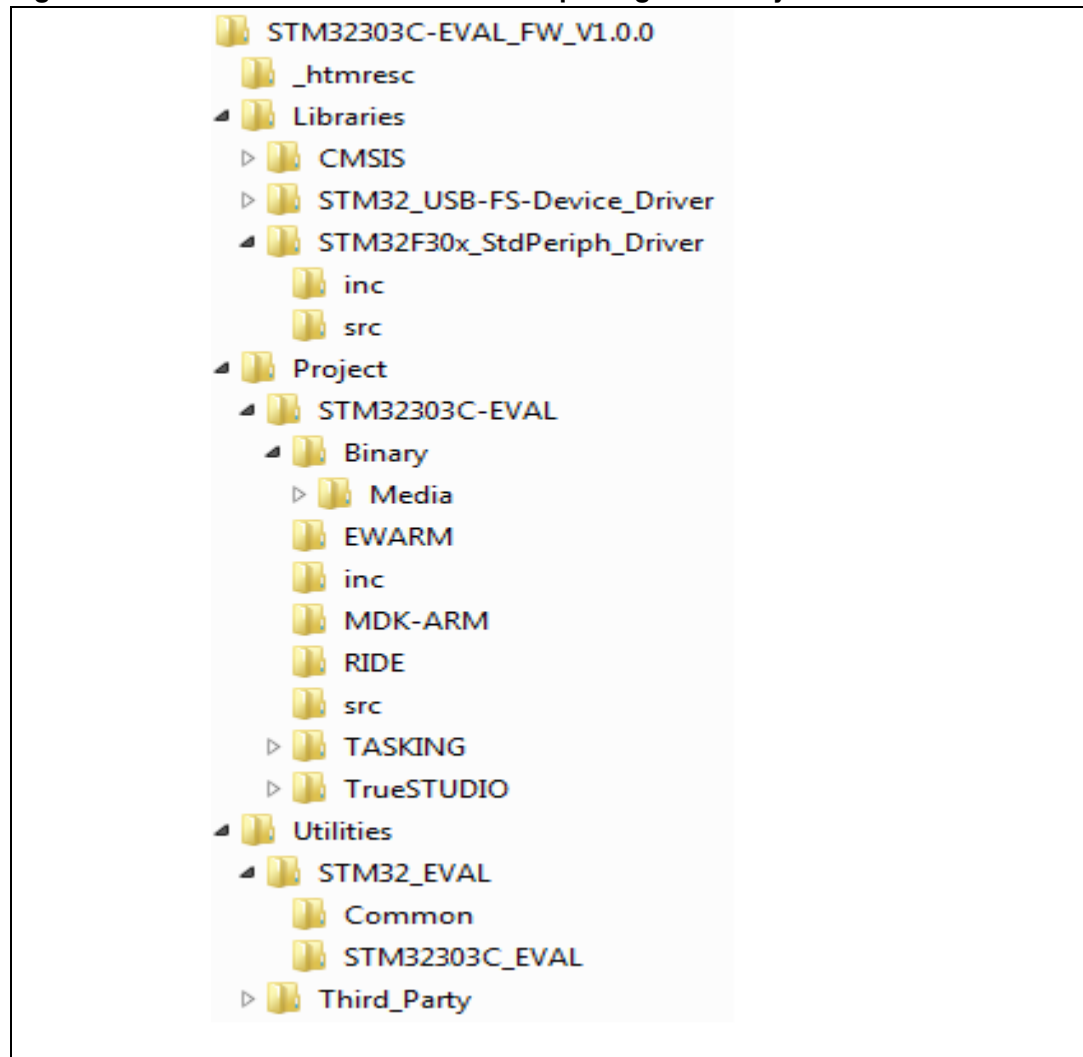 STM32303C-EVAL_FW_V1.0.0
_htmresc
Libraries
CMSIS
STM32_USB-FS-Device_Driver
STM32F30x_StdPeriph_Driver
inc
src
Project
STM32303C-EVAL
Binary
Media
EWARM
inc
MDK-ARM
RIDE
src
TASKING
TrueSTUDIO
Utilities
STM32_EVAL
Common
STM32303C_EVAL
Third_Party